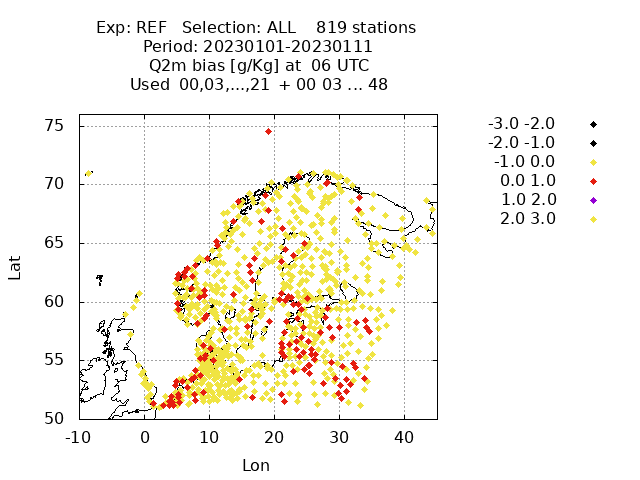 Exp: REF   Selection: ALL    819 stations
Period: 20230101-20230111
Q2m bias [g/Kg] at  06 UTC
Used  00,03,...,21  + 00 03 ... 48
-3.0 -2.0
-2.0 -1.0
-1.0 0.0
0.0 1.0
1.0 2.0
2.0 3.0
75
70
65
60
55
50
Lat
-10 0 10 20 30 40
Lon